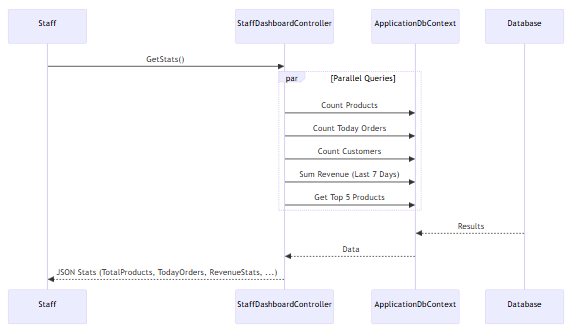 Staff StaffDashboardController ApplicationDbContext Database
GetStats()
par [Parallel Queries]
Count Products
Count Today Orders
Count Customers
Sum Revenue (Last 7 Days)
Get Top 5 Products
Results
Data
JSON Stats (TotalProducts, TodayOrders, RevenueStats, ...)
Staff StaffDashboardController ApplicationDbContext Database